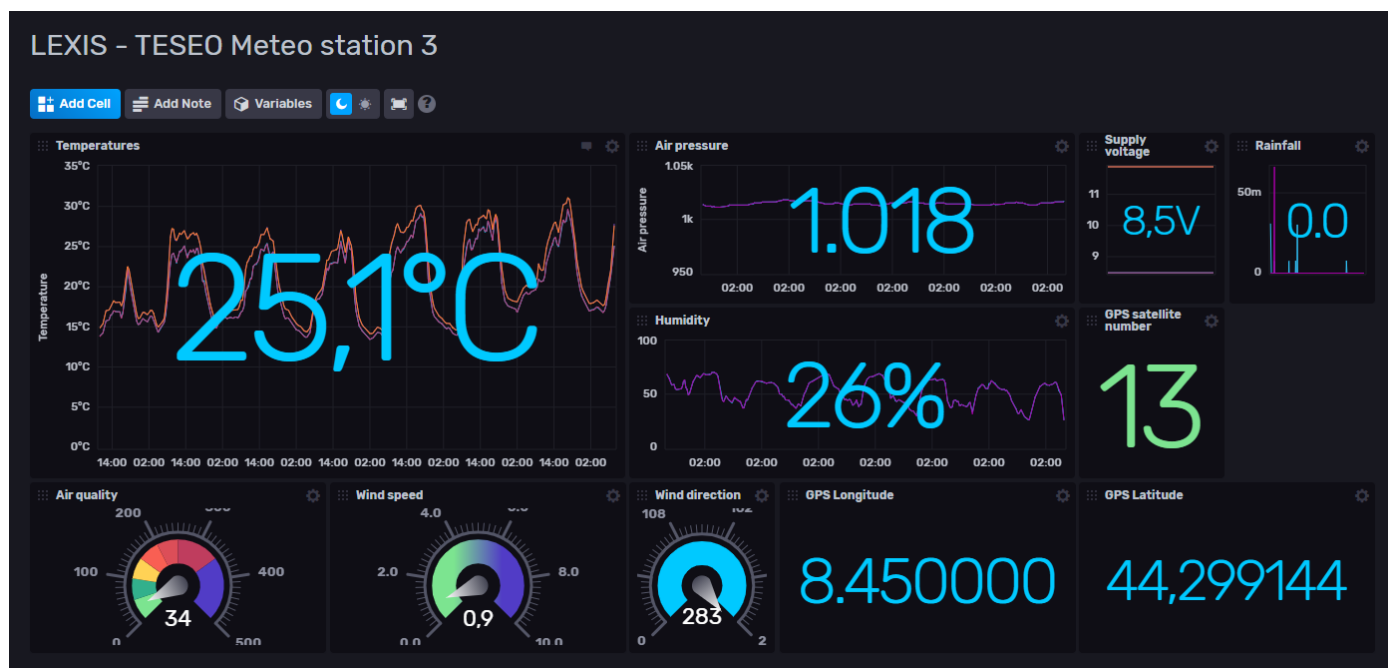 LEXIS - TESEO Meteo station 3
Add Cell Add Note Variables ?
Temperatures
35°C
30°C
25°C
20°C
15°C
10°C
5°C
0°C
Temperature
25,1°C
14:00 02:00 14:00 02:00 14:00 02:00 14:00 02:00 14:00 02:00 14:00 02:00 14:00 02:00
Air pressure
1.05k
1k
950
Air pressure
1.018
02:00 02:00 02:00 02:00 02:00 02:00 02:00
Supply
voltage
11
10
9
8,5V
Rainfall
50m
0
0.0
Humidity
100
50
0
26%
02:00 02:00 02:00 02:00 02:00 02:00 02:00
GPS satellite
number
13
Air quality
0
100
200
400
500
34
Wind speed
0.0
2.0
4.0
8.0
10.0
0,9
Wind direction
0
108
2
283
GPS Longitude
8.450000
GPS Latitude
44,299144